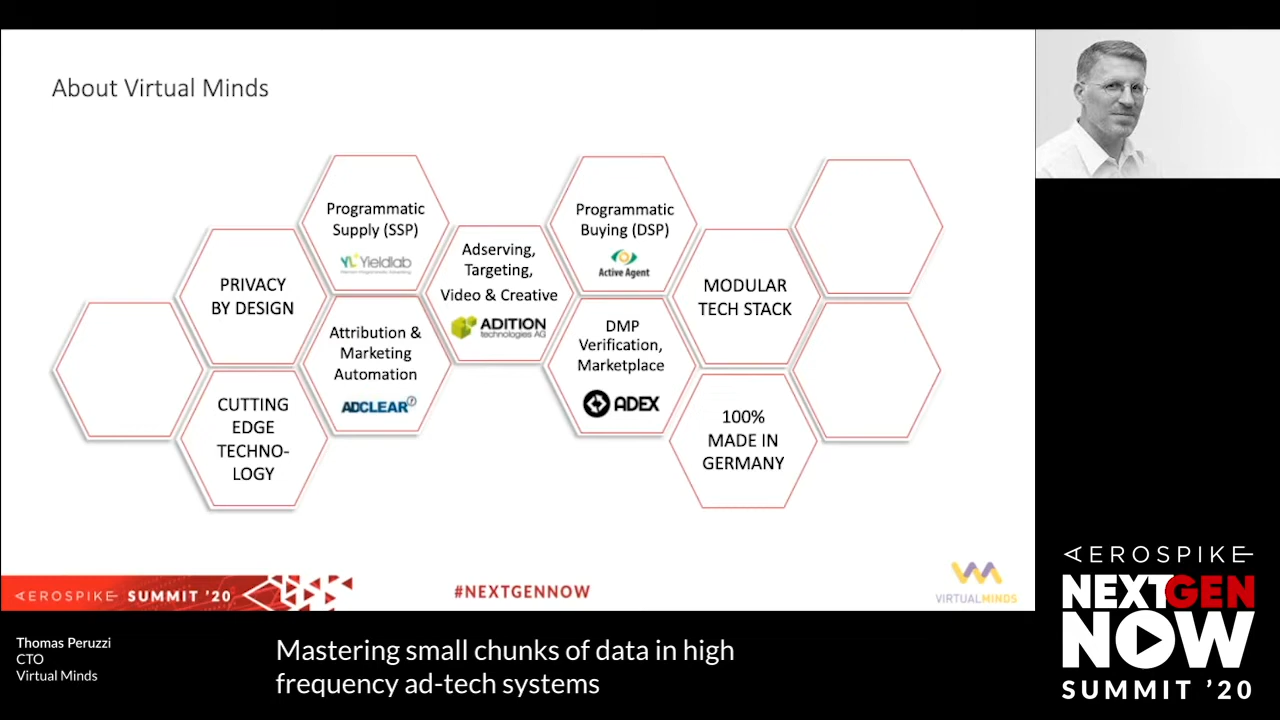 About Virtual Minds
Programmatic
Supply (SSP)
YL Yieldlab
Programmatic
Buying (DSP)
Active Agent
Adserving,
Targeting,
Video & Creative
ADITION
technologies AG
PRIVACY
BY DESIGN
MODULAR
TECH STACK
Attribution &
Marketing
Automation
ADCLEAR
DMP
Verification,
Marketplace
ADEX
CUTTING
EDGE
TECHNO-
LOGY
100%
MADE IN
GERMANY
AEROSPIKE SUMMIT '20
#NEXTGENNOW
VIRTUALMINDS
Thomas Peruzzi
CTO
Virtual Minds
Mastering small chunks of data in high
frequency ad-tech systems
AEROSPIKE
NEXTGEN
NOW
SUMMIT '20